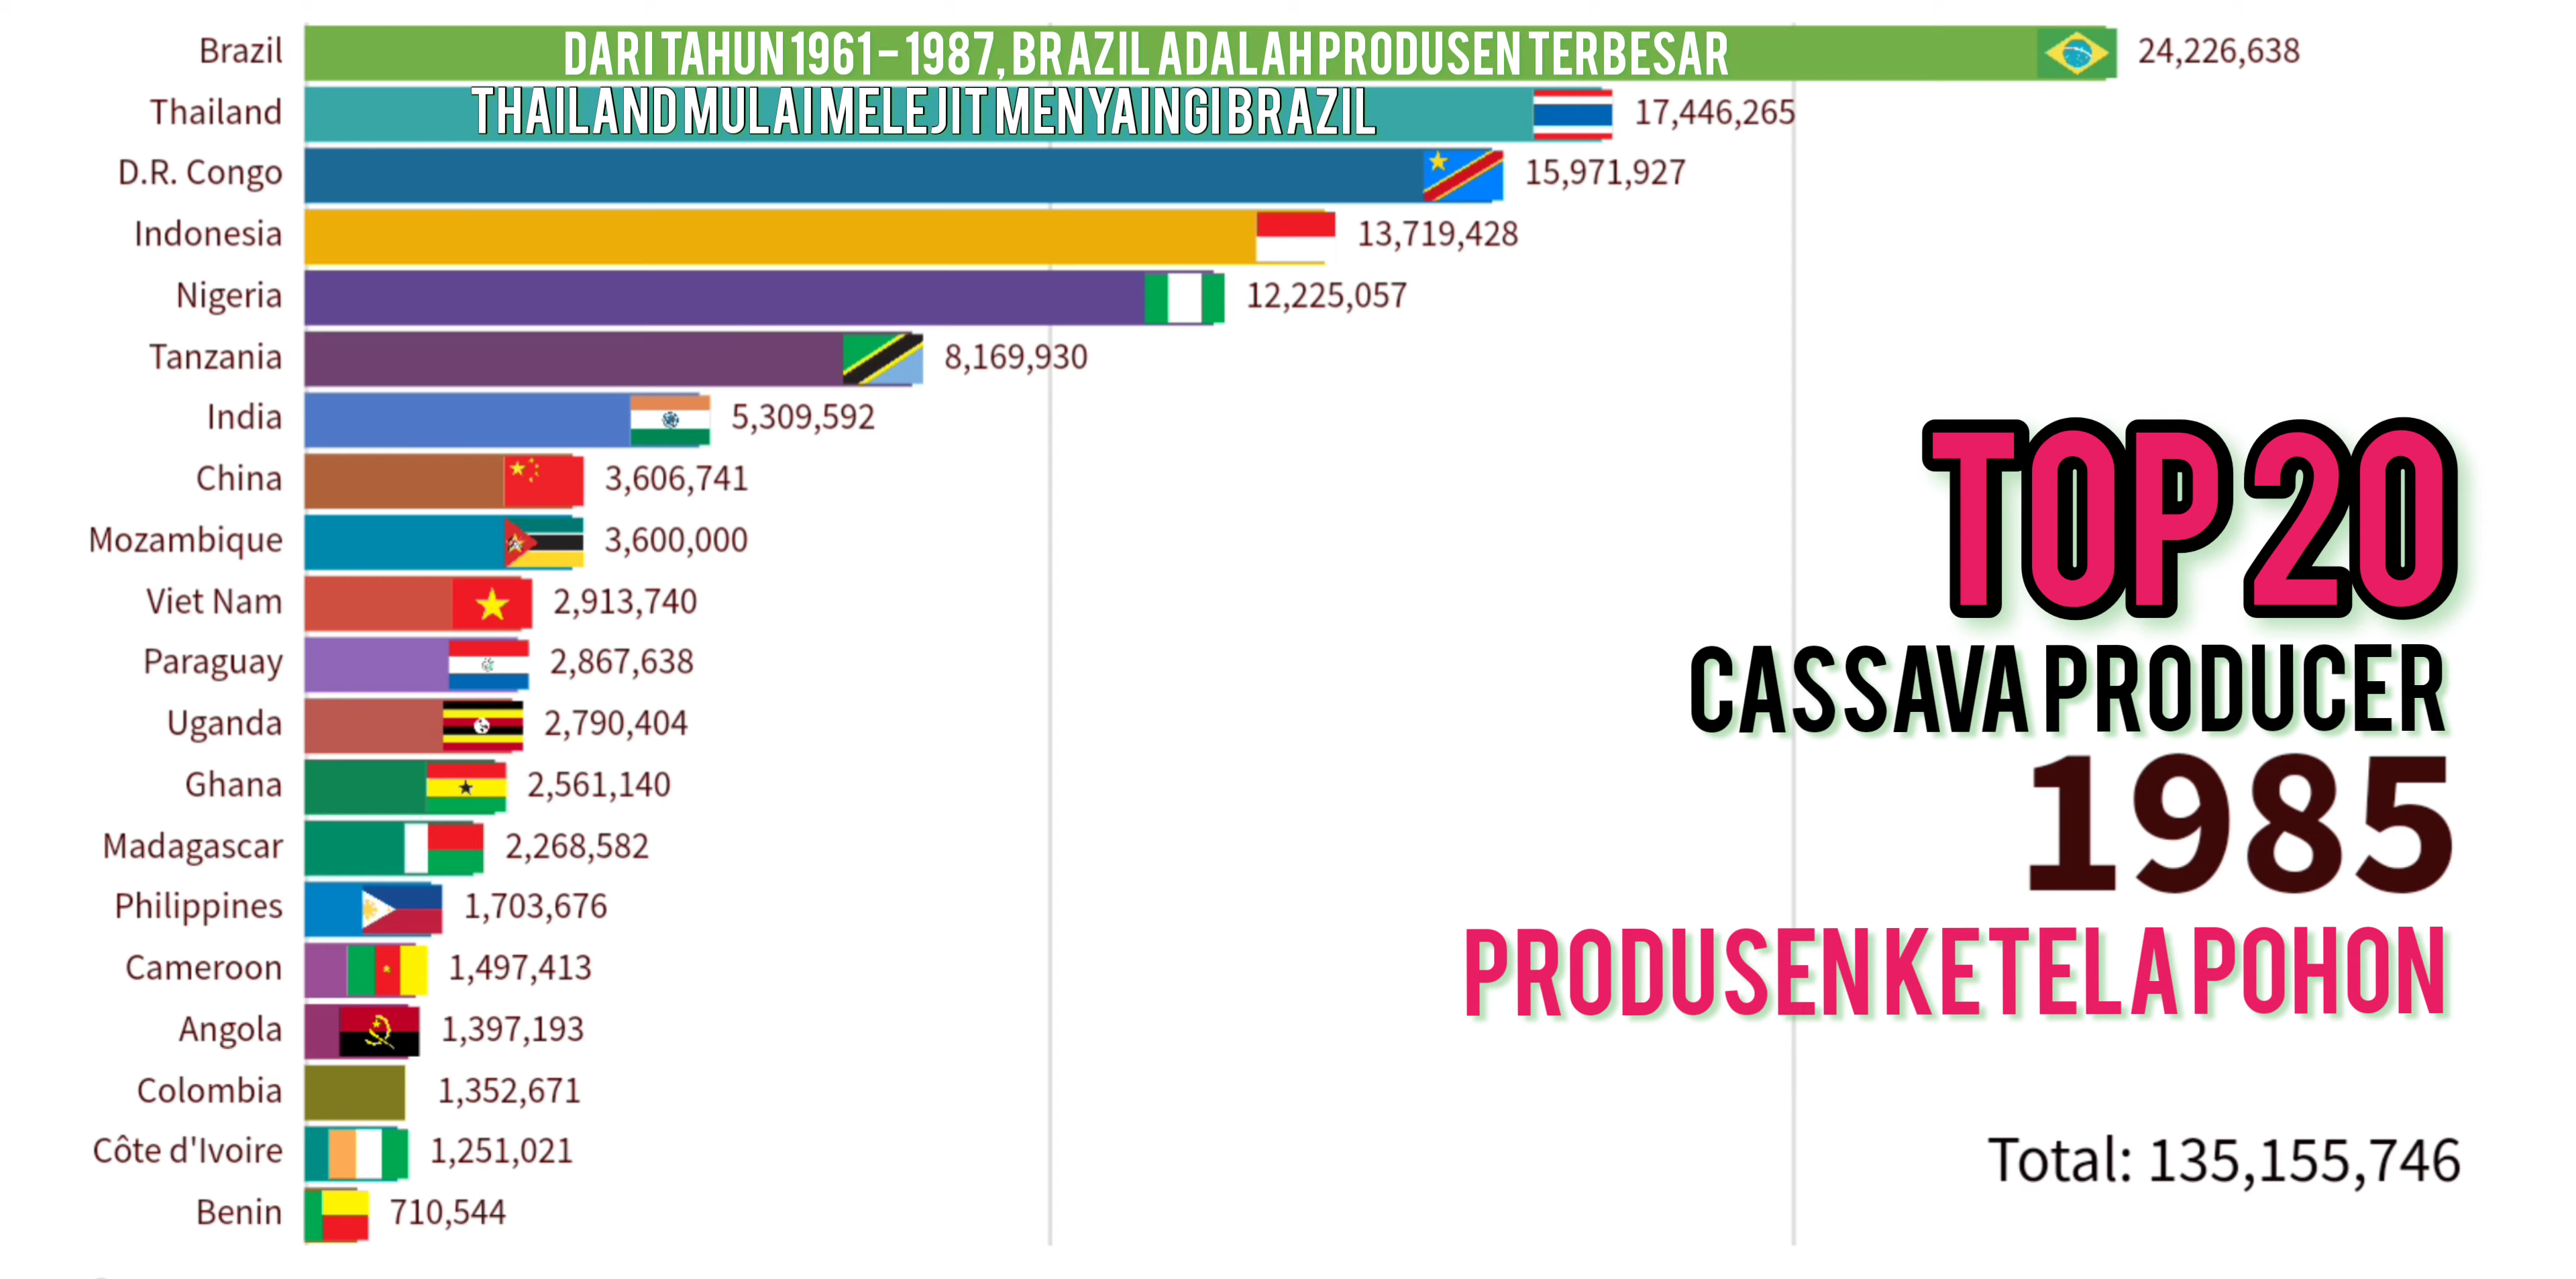 Brazil DARI TAHUN 1961 – 1987, BRAZIL ADALAH PRODUSEN TERBESAR 24,226,638
Thailand THAILAND MULAI MELEJIT MENYAINGI BRAZIL 17,446,265
D.R. Congo 15,971,927
Indonesia 13,719,428
Nigeria 12,225,057
Tanzania 8,169,930
India 5,309,592
China 3,606,741
Mozambique 3,600,000
Viet Nam 2,913,740
Paraguay 2,867,638
Uganda 2,790,404
Ghana 2,561,140
Madagascar 2,268,582
Philippines 1,703,676
Cameroon 1,497,413
Angola 1,397,193
Colombia 1,352,671
Côte d'Ivoire 1,251,021
Benin 710,544
TOP 20
CASSAVA PRODUCER
1985
PRODUSEN KETELA POHON
Total: 135,155,746